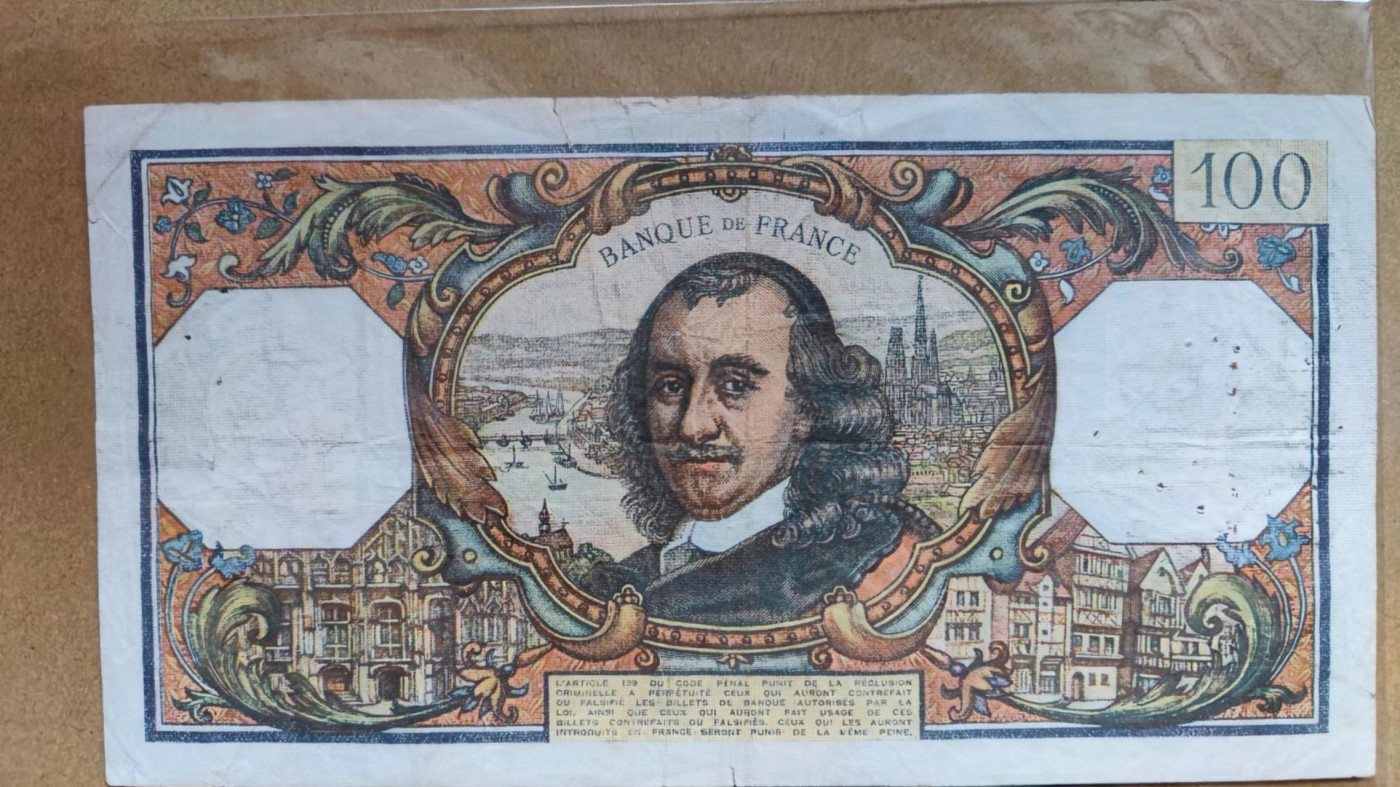 BANQUE DE FRANCE
100
L'ARTICLE 139 DU CODE PÉNAL PUNIT DE LA RÉCLUSION
CRIMINELLE A PERPÉTUITÉ CEUX QUI AURONT CONTREFAIT
OU FALSIFIÉ LES BILLETS DE BANQUE AUTORISÉS PAR LA
LOI, AINSI QUE CEUX QUI AURONT FAIT USAGE DE CES
BILLETS CONTREFAITS OU FALSIFIÉS. CEUX QUI LES AURONT
INTRODUITS EN FRANCE SERONT PUNIS DE LA MÊME PEINE.